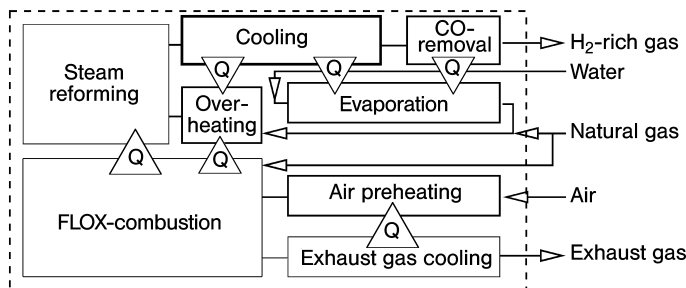 Cooling
CO-
removal
H₂-rich gas
Steam
reforming
Q
Q
Q
Water
Over-
heating
Evaporation
Natural gas
Q
Q
FLOX-combustion
Air preheating
Air
Q
Exhaust gas cooling
Exhaust gas